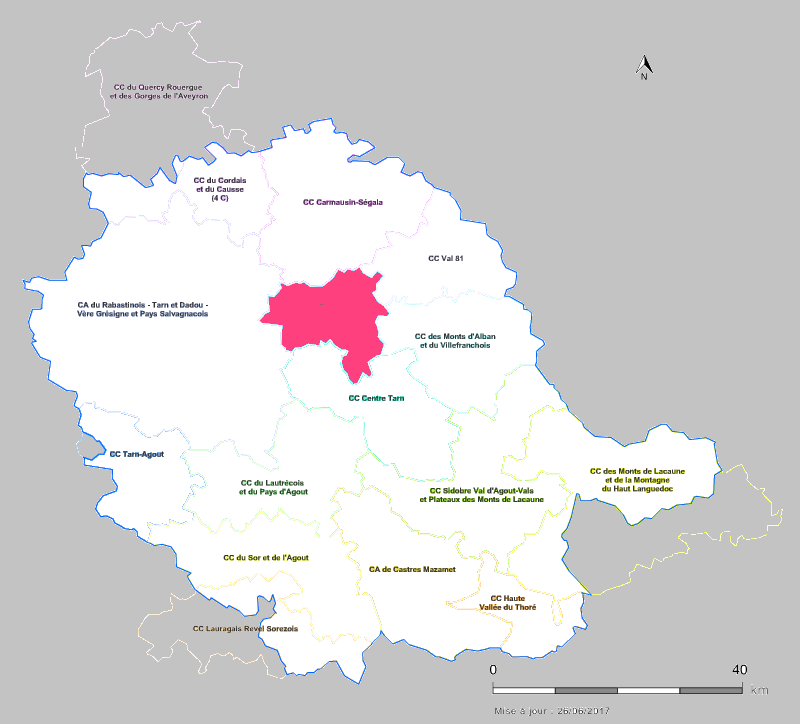 CC du Quercy Rouergue
et des Gorges de l'Aveyron
N
CC du Cordais
et du Causse
(4 C)
CC Carmausin-Ségala
CC Val 81
CA du Rabastinois - Tarn et Dadou -
Vère Grésigne et Pays Salvagnacois
CC des Monts d'Alban
et du Villefranchois
CC Centre Tarn
CC Tarn-Agout
CC des Monts de Lacaune
et de la Montagne
du Haut Languedoc
CC du Lautrécois
et du Pays d'Agout
CC Sidobre Val d'Agout-Vals
et Plateaux des Monts de Lacaune
CC du Sor et de l'Agout
CA de Castres Mazamet
CC Haute
Vallée du Thoré
CC Lauragais Revel Sorezois
0 40
km
Mise à jour : 26/06/2017